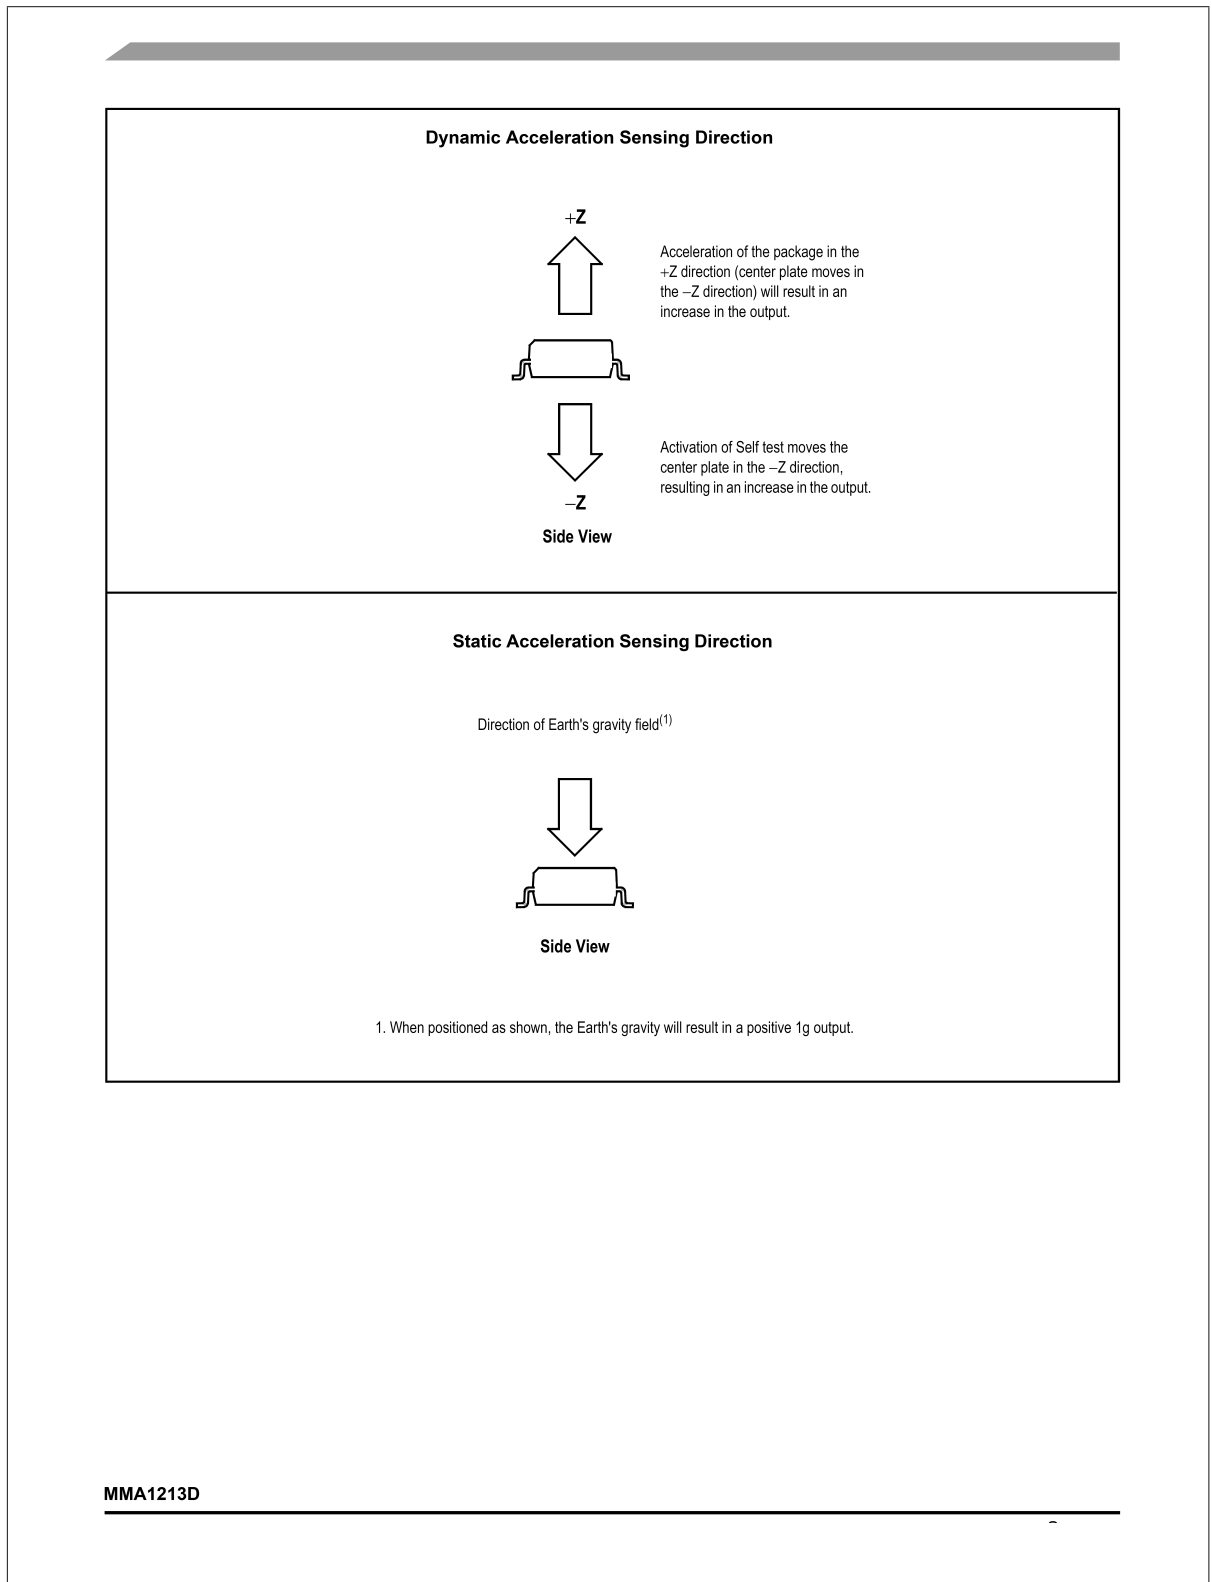 Dynamic Acceleration Sensing Direction
+Z
Acceleration of the package in the
+Z direction (center plate moves in
the −Z direction) will result in an
increase in the output.
Activation of Self test moves the
center plate in the −Z direction,
resulting in an increase in the output.
−Z
Side View
Static Acceleration Sensing Direction
Direction of Earth's gravity field(1)
Side View
1. When positioned as shown, the Earth's gravity will result in a positive 1g output.
MMA1213D